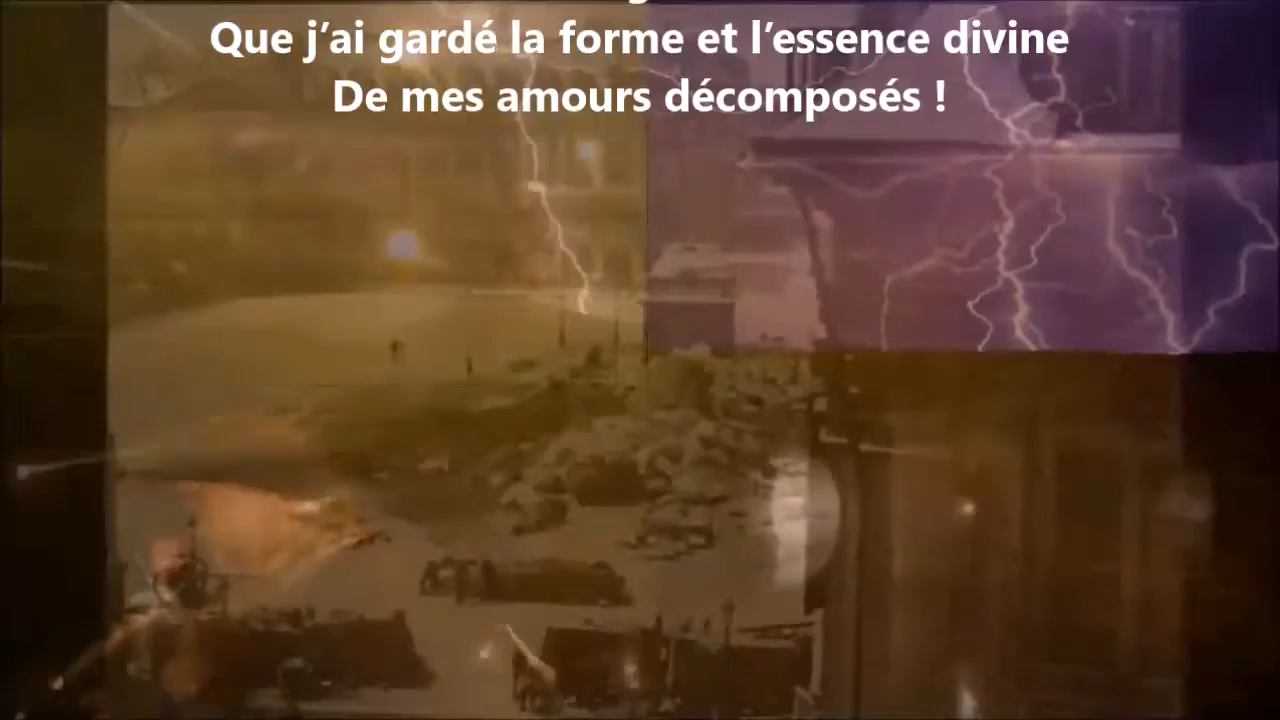 Que j’ai gardé la forme et l’essence divine
De mes amours décomposés !